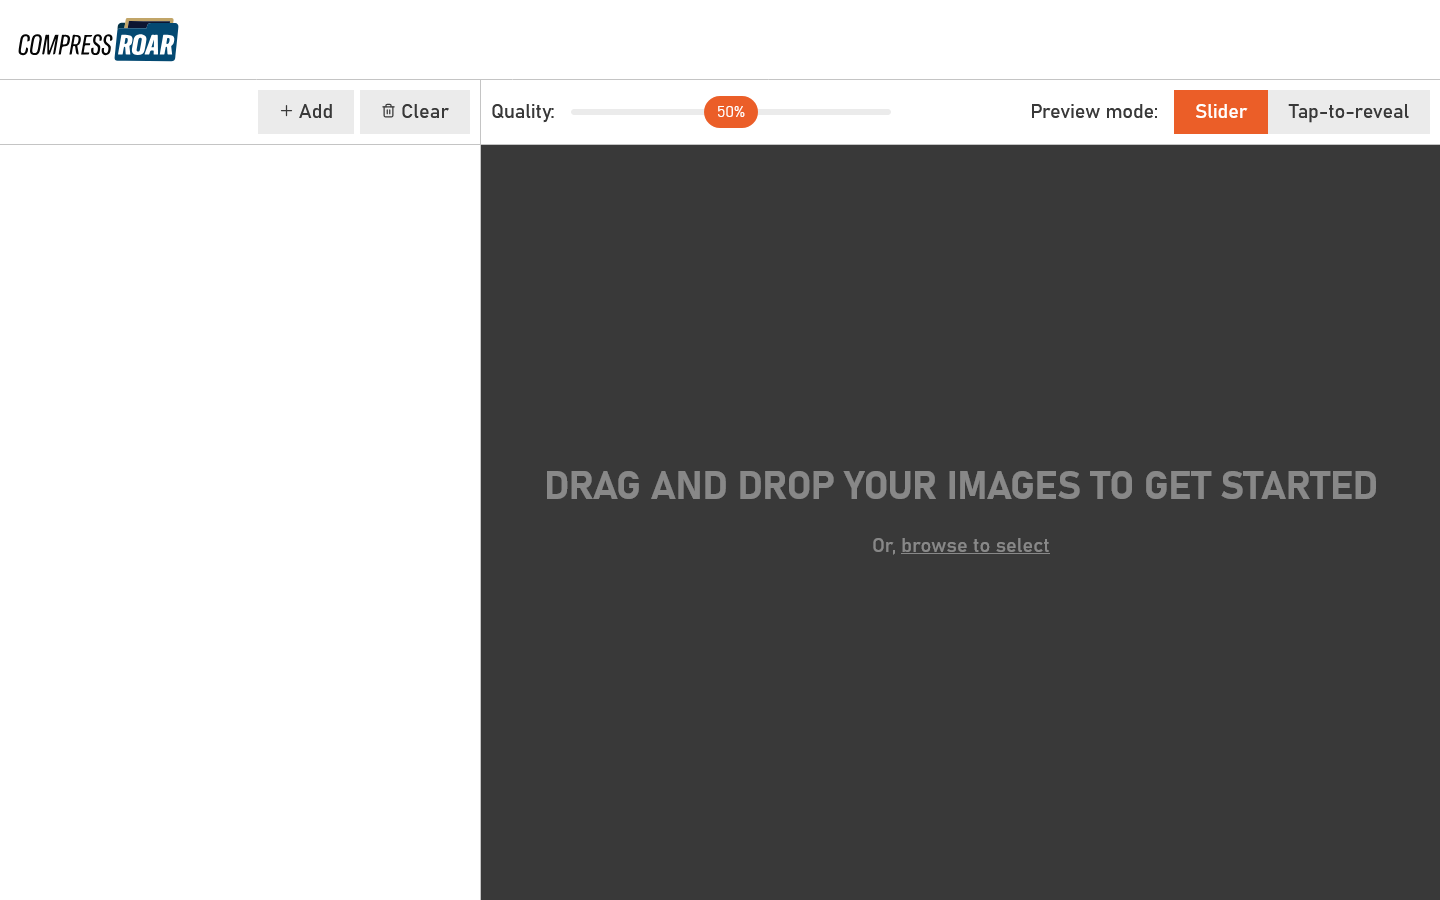 COMPRESS ROAR
+ Add
Clear
Quality:
50%
Preview mode:
Slider
Tap-to-reveal
DRAG AND DROP YOUR IMAGES TO GET STARTED
Or, browse to select